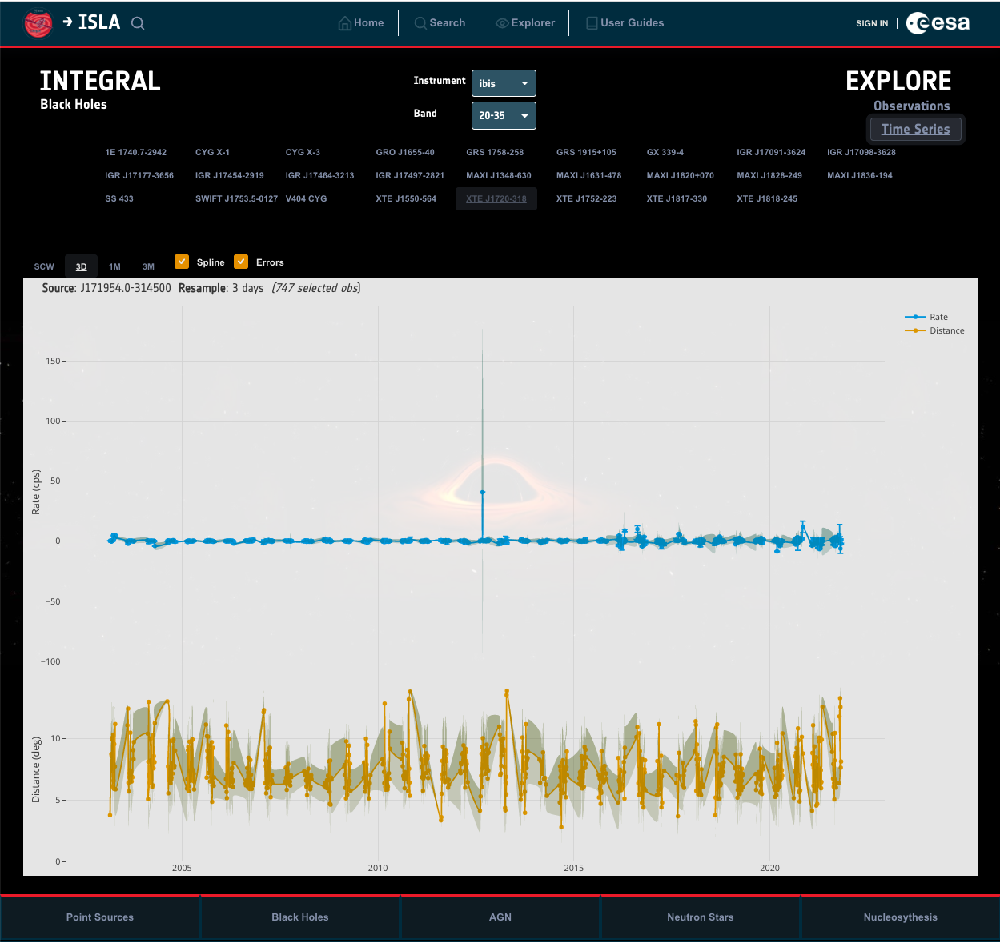 ISLA
Home
Search
Explorer
User Guides
SIGN IN
esa
INTEGRAL
Black Holes
Instrument ibis
Band 20-35
EXPLORE
Observations
Time Series
1E 1740.7-2942 CYG X-1 CYG X-3 GRO J1655-40 GRS 1758-258 GRS 1915+105 GX 339-4 IGR J17091-3624 IGR J17098-3628
IGR J17177-3656 IGR J17454-2919 IGR J17464-3213 IGR J17497-2821 MAXI J1348-630 MAXI J1631-478 MAXI J1820+070 MAXI J1828-249 MAXI J1836-194
SS 433 SWIFT J1753.5-0127 V404 CYG XTE J1550-564 XTE J1720-318 XTE J1752-223 XTE J1817-330 XTE J1818-245
SCW 3D 1M 3M Spline Errors
Source: J171954.0-314500 Resample: 3 days (747 selected obs)
Rate
Distance
150
100
50
0
−50
−100
Rate (cps)
10
5
0
Distance (deg)
2005 2010 2015 2020
Point Sources Black Holes AGN Neutron Stars Nucleosythesis